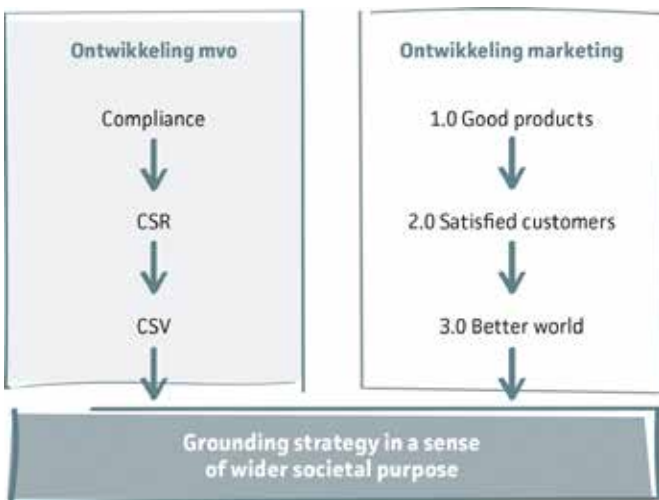 Ontwikkeling mvo
Compliance
CSR
CSV
Ontwikkeling marketing
1.0 Good products
2.0 Satisfied customers
3.0 Better world
Grounding strategy in a sense
of wider societal purpose